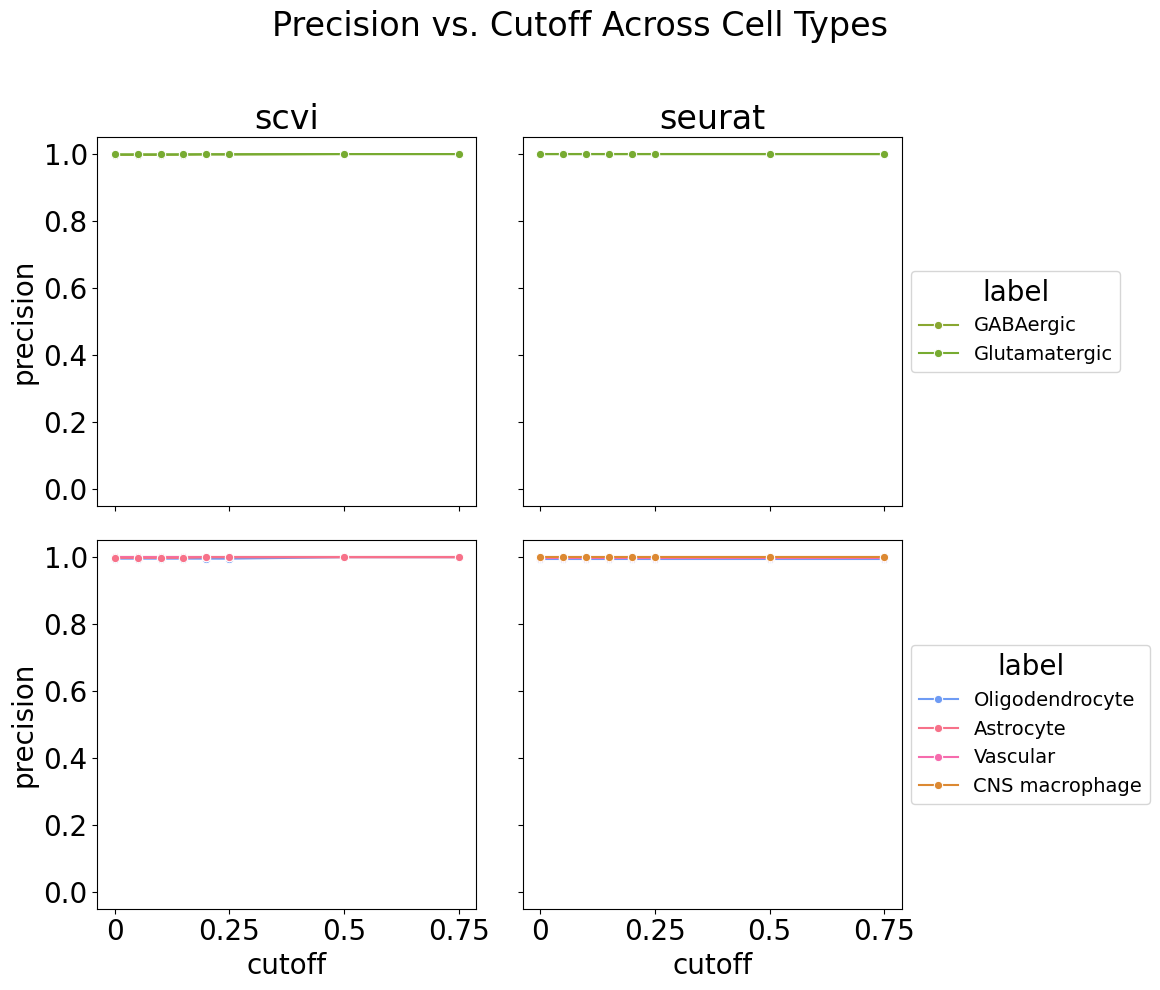 Precision vs. Cutoff Across Cell Types
scvi
seurat
1.0
0.8
0.6
0.4
0.2
0.0
precision
label
GABAergic
Glutamatergic
1.0
0.8
0.6
0.4
0.2
0.0
precision
0
0.25
0.5
0.75
cutoff
0
0.25
0.5
0.75
cutoff
label
Oligodendrocyte
Astrocyte
Vascular
CNS macrophage